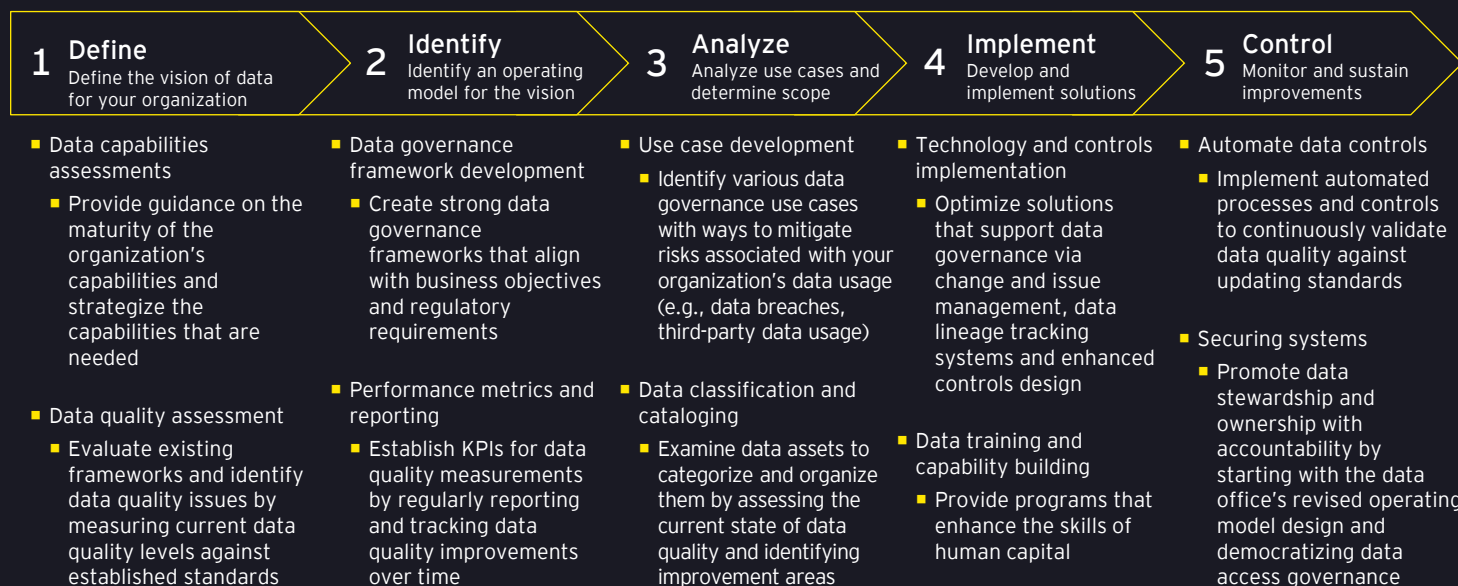 1
Define
Define the vision of data
for your organization
2
Identify
Identify an operating
model for the vision
3
Analyze
Analyze use cases and
determine scope
4
Implement
Develop and
implement solutions
5
Control
Monitor and sustain
improvements
Data capabilities
assessments
Provide guidance on the
maturity of the
organization's
capabilities and
strategize the
capabilities that are
needed
Data quality assessment
Evaluate existing
frameworks and identify
data quality issues by
measuring current data
quality levels against
established standards
Data governance
framework development
Create strong data
governance
frameworks that align
with business objectives
and regulatory
requirements
Performance metrics and
reporting
Establish KPIs for data
quality measurements
by regularly reporting
and tracking data
quality improvements
over time
Use case development
Identify various data
governance use cases
with ways to mitigate
risks associated with your
organization's data usage
(e.g., data breaches,
third-party data usage)
Data classification and
cataloging
Examine data assets to
categorize and organize
them by assessing the
current state of data
quality and identifying
improvement areas
Technology and controls
implementation
Optimize solutions
that support data
governance via
change and issue
management, data
lineage tracking
systems and enhanced
controls design
Data training and
capability building
Provide programs that
enhance the skills of
human capital
Automate data controls
Implement automated
processes and controls
to continuously validate
data quality against
updating standards
Securing systems
Promote data
stewardship and
ownership with
accountability by
starting with the data
office's revised operating
model design and
democratizing data
access governance